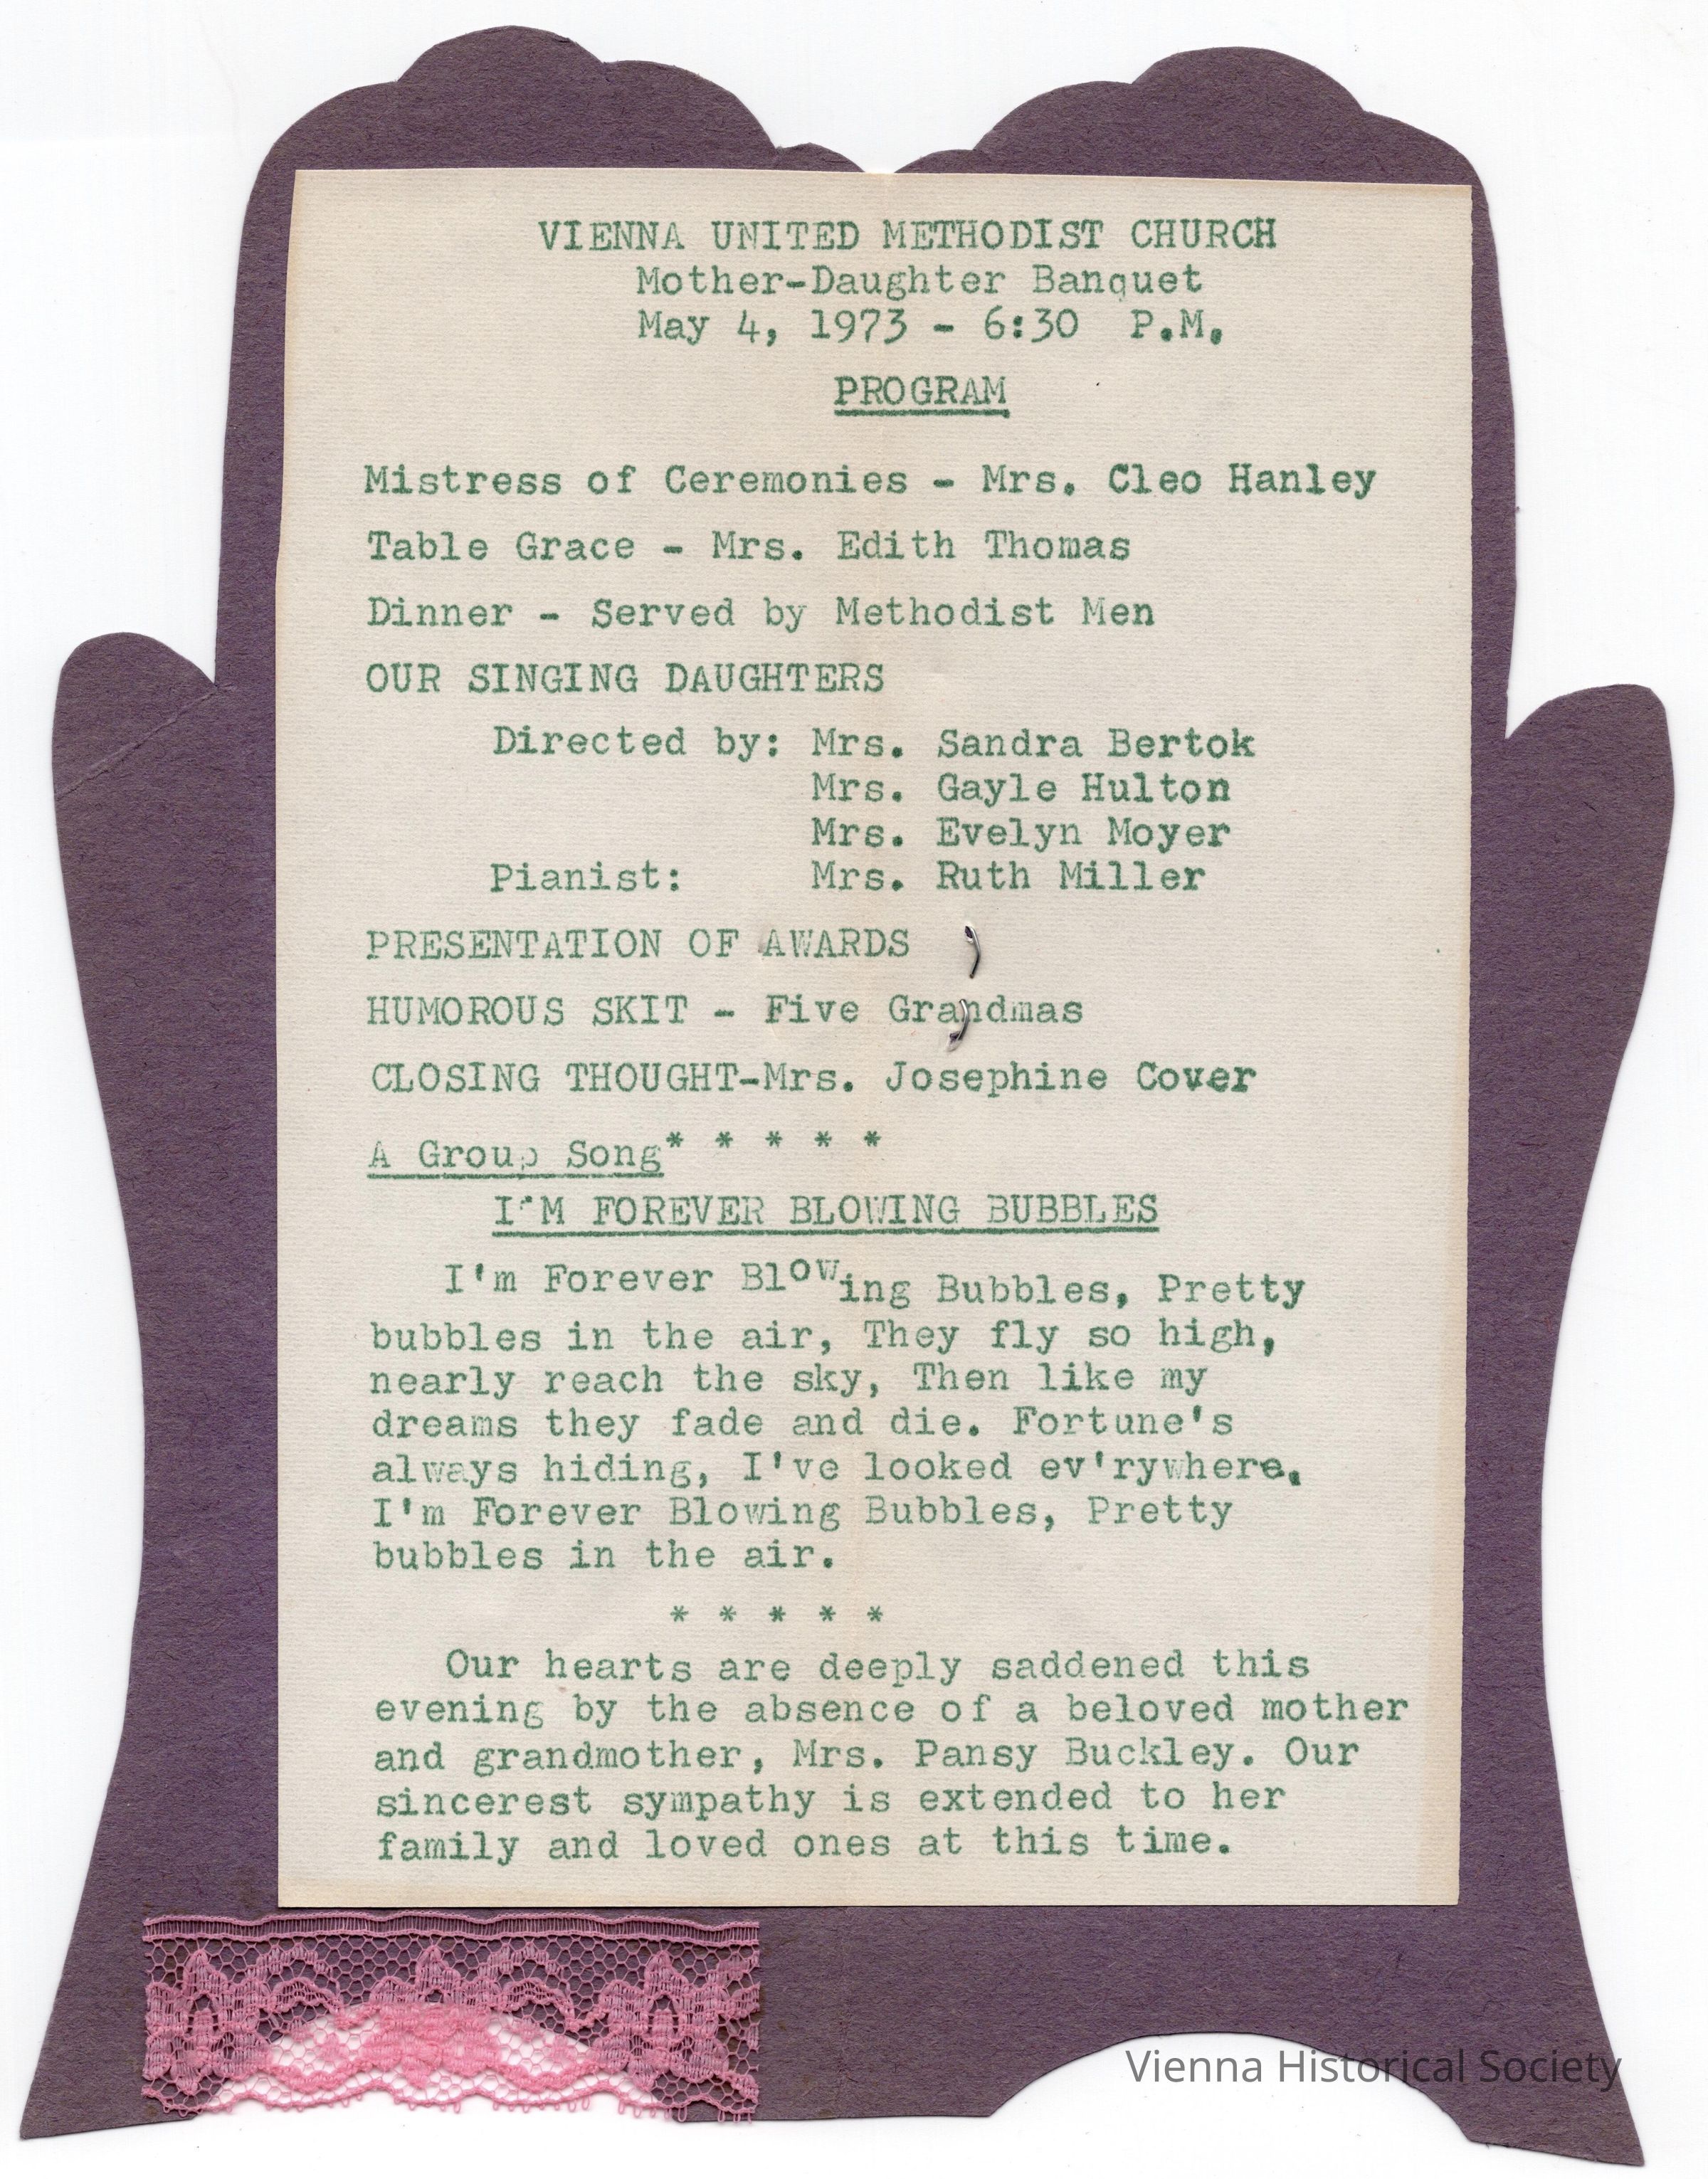 VIENNA UNITED METHODIST CHURCH
Mother-Daughter Banquet
May 4, 1973 - 6:30 P.M.
PROGRAM
Mistress of Ceremonies - Mrs. Cleo Hanley
Table Grace - Mrs. Edith Thomas
Dinner - Served by Methodist Men
OUR SINGING DAUGHTERS
Directed by: Mrs. Sandra Bertok
Mrs. Gayle Hulton
Mrs. Evelyn Moyer
Pianist: Mrs. Ruth Miller
PRESENTATION OF AWARDS
HUMOROUS SKIT - Five Grandmas
CLOSING THOUGHT-Mrs. Josephine Cover
A Group Song* * * * *
I'M FOREVER BLOWING BUBBLES
I'm Forever Blowing Bubbles, Pretty
bubbles in the air, They fly so high,
nearly reach the sky, Then like my
dreams they fade and die. Fortune's
always hiding, I've looked ev'rywhere.
I'm Forever Blowing Bubbles, Pretty
bubbles in the air.
* * * * *
Our hearts are deeply saddened this
evening by the absence of a beloved mother
and grandmother, Mrs. Pansy Buckley. Our
sincerest sympathy is extended to her
family and loved ones at this time.
Vienna Historical Society